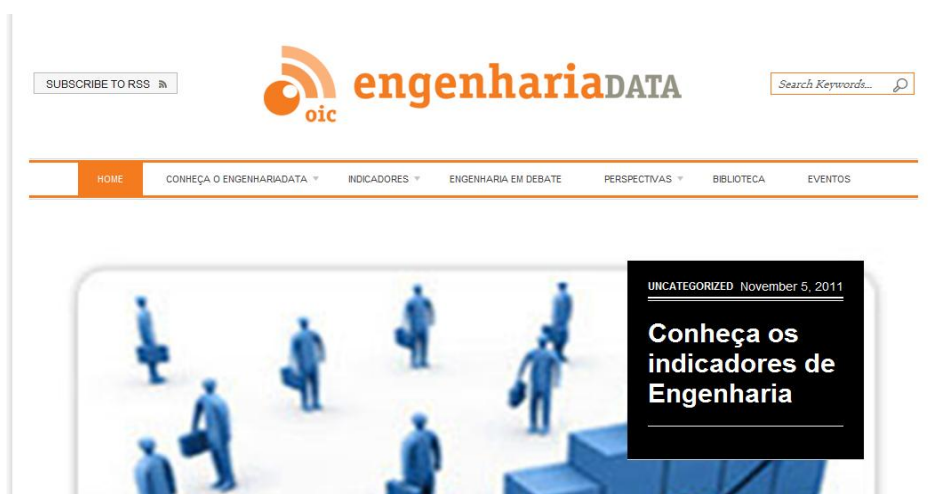 SUBSCRIBE TO RSS
oic
engenhariaDATA
Search Keywords...
HOME
CONHEÇA O ENGENHARIADATA
INDICADORES
ENGENHARIA EM DEBATE
PERSPECTIVAS
BIBLIOTECA
EVENTOS
UNCATEGORIZED November 5, 2011
Conheça os
indicadores de
Engenharia